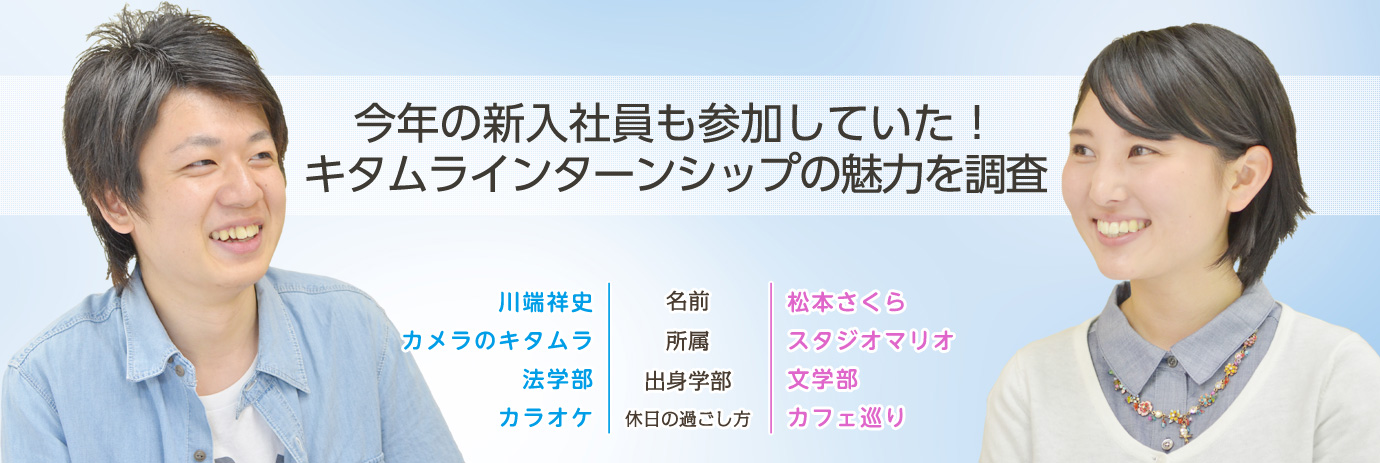 今年の新入社員も参加していた！
キタムラインターンシップの魅力を調査
川端祥史 名前 松本さくら
カメラのキタムラ 所属 スタジオマリオ
法学部 出身学部 文学部
カラオケ 休日の過ごし方 カフェ巡り